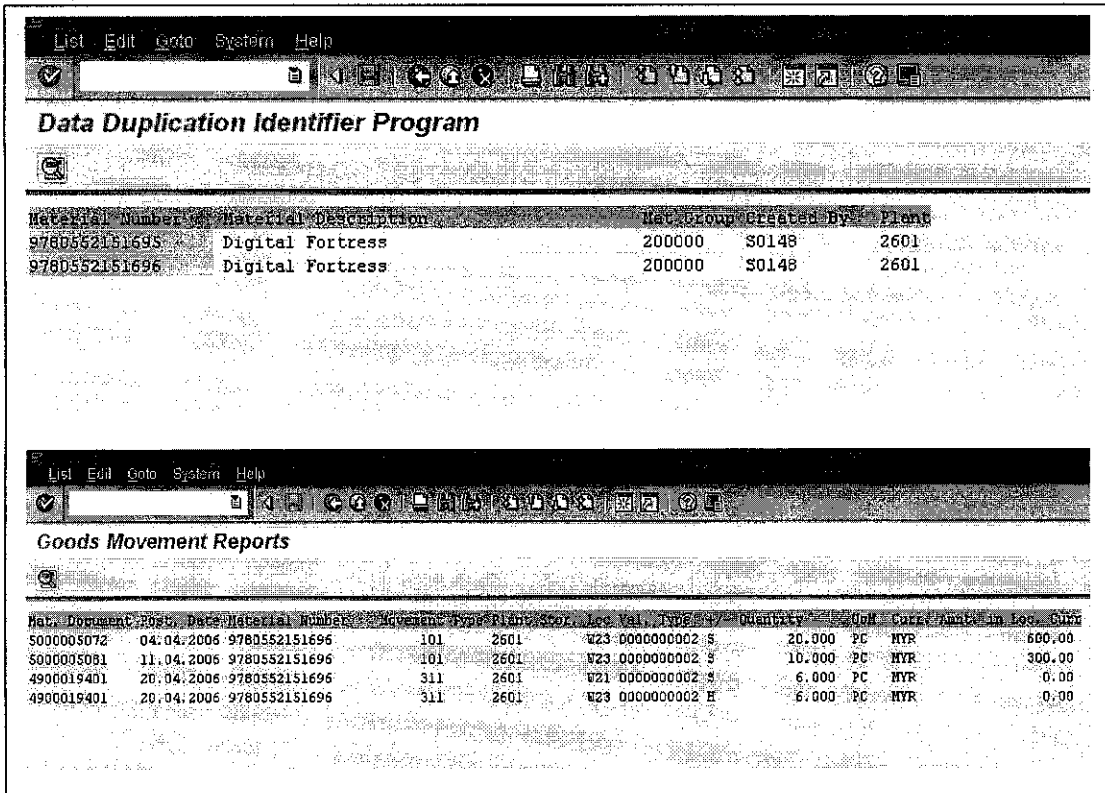 List Edit Goto System Help
Data Duplication Identifier Program
Material Number Material Description Mat.Group Created By Plant
9780552151695 Digital Fortress 200000 S0148 2601
9780552151696 Digital Fortress 200000 S0148 2601
List Edit Goto System Help
Goods Movement Reports
Mat. Document Post. Date Material Number Movement Type Plant Stor. Loc Val. Type +/- Quantity UoM Curr. Amnt. in Loc. Curr
5000005072 04.04.2006 9780552151696 101 2601 W23 0000000002 S 20.000 PC MYR 600.00
5000005081 11.04.2006 9780552151696 101 2601 W23 0000000002 S 10.000 PC MYR 300.00
4900019401 20.04.2006 9780552151696 311 2601 W21 0000000002 S 6.000 PC MYR 0.00
4900019401 20.04.2006 9780552151696 311 2601 W23 0000000002 H 6.000 PC MYR 0.00